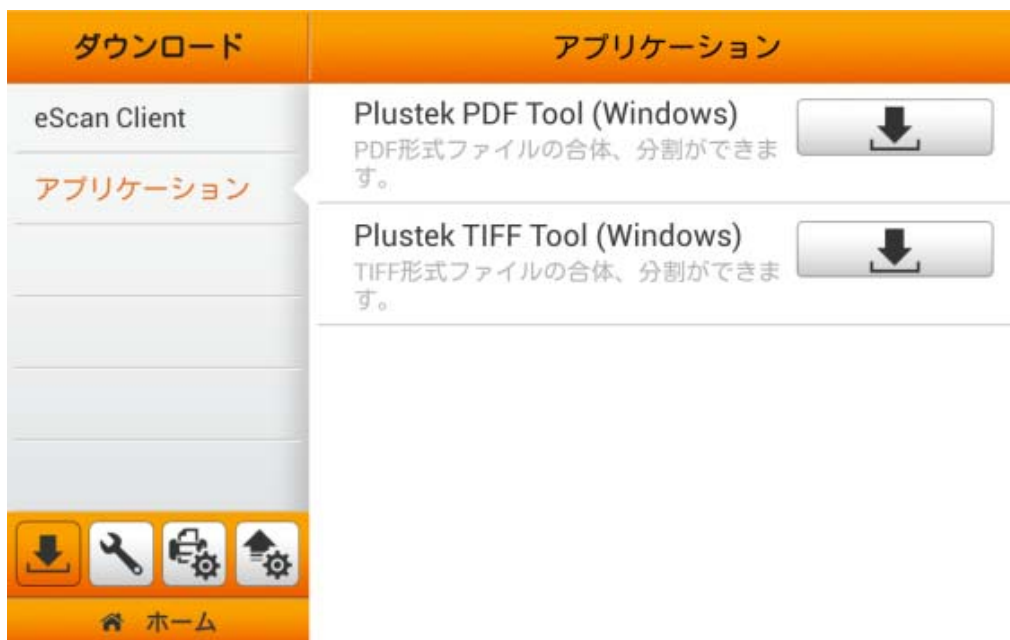 ダウンロード
アプリケーション
eScan Client
アプリケーション
Plustek PDF Tool (Windows)
PDF形式ファイルの合体、分割ができま
す。
Plustek TIFF Tool (Windows)
TIFF形式ファイルの合体、分割ができま
す。
ホーム